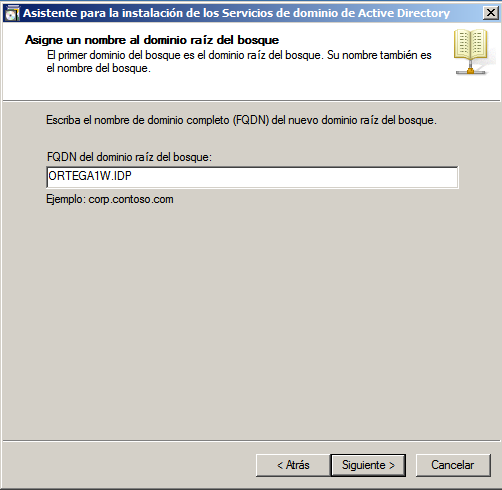 Asistente para la instalación de los Servicios de dominio de Active Directory
Asigne un nombre al dominio raíz del bosque
El primer dominio del bosque es el dominio raíz del bosque. Su nombre también es
el nombre del bosque.
Escriba el nombre de dominio completo (FQDN) del nuevo dominio raíz del bosque.
FQDN del dominio raíz del bosque:
ORTEGA1W.IDP
Ejemplo: corp.contoso.com
< Atrás
Siguiente >
Cancelar